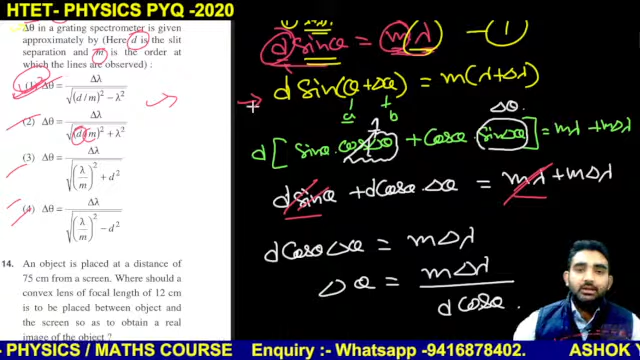 HTET- PHYSICS PYQ -2020
Δθ in a grating spectrometer is given
approximately by (Here d is the slit
separation and m is the order at
which the lines are observed) :
(1) Δθ = Δλ / √((d/m)² − λ²)
(2) Δθ = Δλ / √((d/m)² + λ²)
(3) Δθ = Δλ / √((λ/m)² + d²)
(4) Δθ = Δλ / √((λ/m)² − d²)
14. An object is placed at a distance of
75 cm from a screen. Where should a
convex lens of focal length of 12 cm
is to be placed between object and
the screen so as to obtain a real
image of the object ?
d sinθ = mλ — (1)
d sin(θ+Δθ) = m(λ+Δλ)
a b Δθ
d[sinθ cosΔθ + cosθ sinΔθ] = mλ + mΔλ
1
d sinθ + d cosθ · Δθ = mλ + mΔλ
d cosθ Δθ = mΔλ
Δθ = mΔλ / d cosθ
- PHYSICS / MATHS COURSE Enquiry : - Whatsapp -9416878402. ASHOK